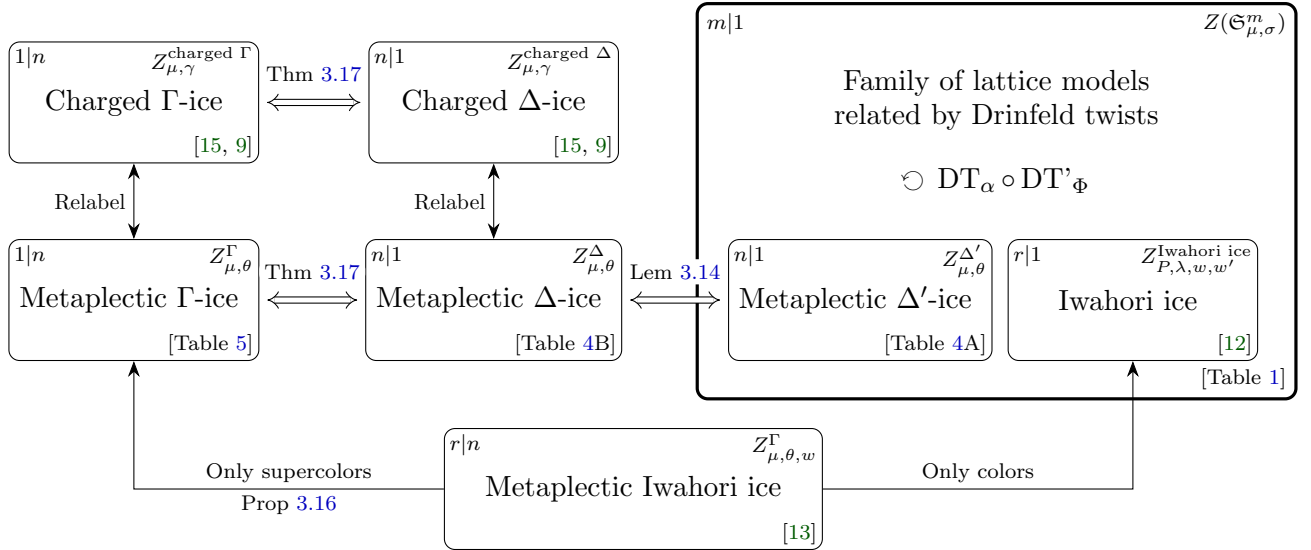 m|1
Z(𝔖^m_{μ,σ})
Family of lattice models
related by Drinfeld twists
↻ DT_α ∘ DT'_Φ
1|n
Z^{charged Γ}_{μ,γ}
Charged Γ-ice
[15, 9]
Thm 3.17
n|1
Z^{charged Δ}_{μ,γ}
Charged Δ-ice
[15, 9]
Relabel
Relabel
1|n
Z^Γ_{μ,θ}
Metaplectic Γ-ice
[Table 5]
Thm 3.17
n|1
Z^Δ_{μ,θ}
Metaplectic Δ-ice
[Table 4B]
Lem 3.14
n|1
Z^{Δ′}_{μ,θ}
Metaplectic Δ′-ice
[Table 4A]
r|1
Z^{Iwahori ice}_{P,λ,w,w′}
Iwahori ice
[12]
[Table 1]
Only supercolors
Prop 3.16
r|n
Z^Γ_{μ,θ,w}
Metaplectic Iwahori ice
[13]
Only colors